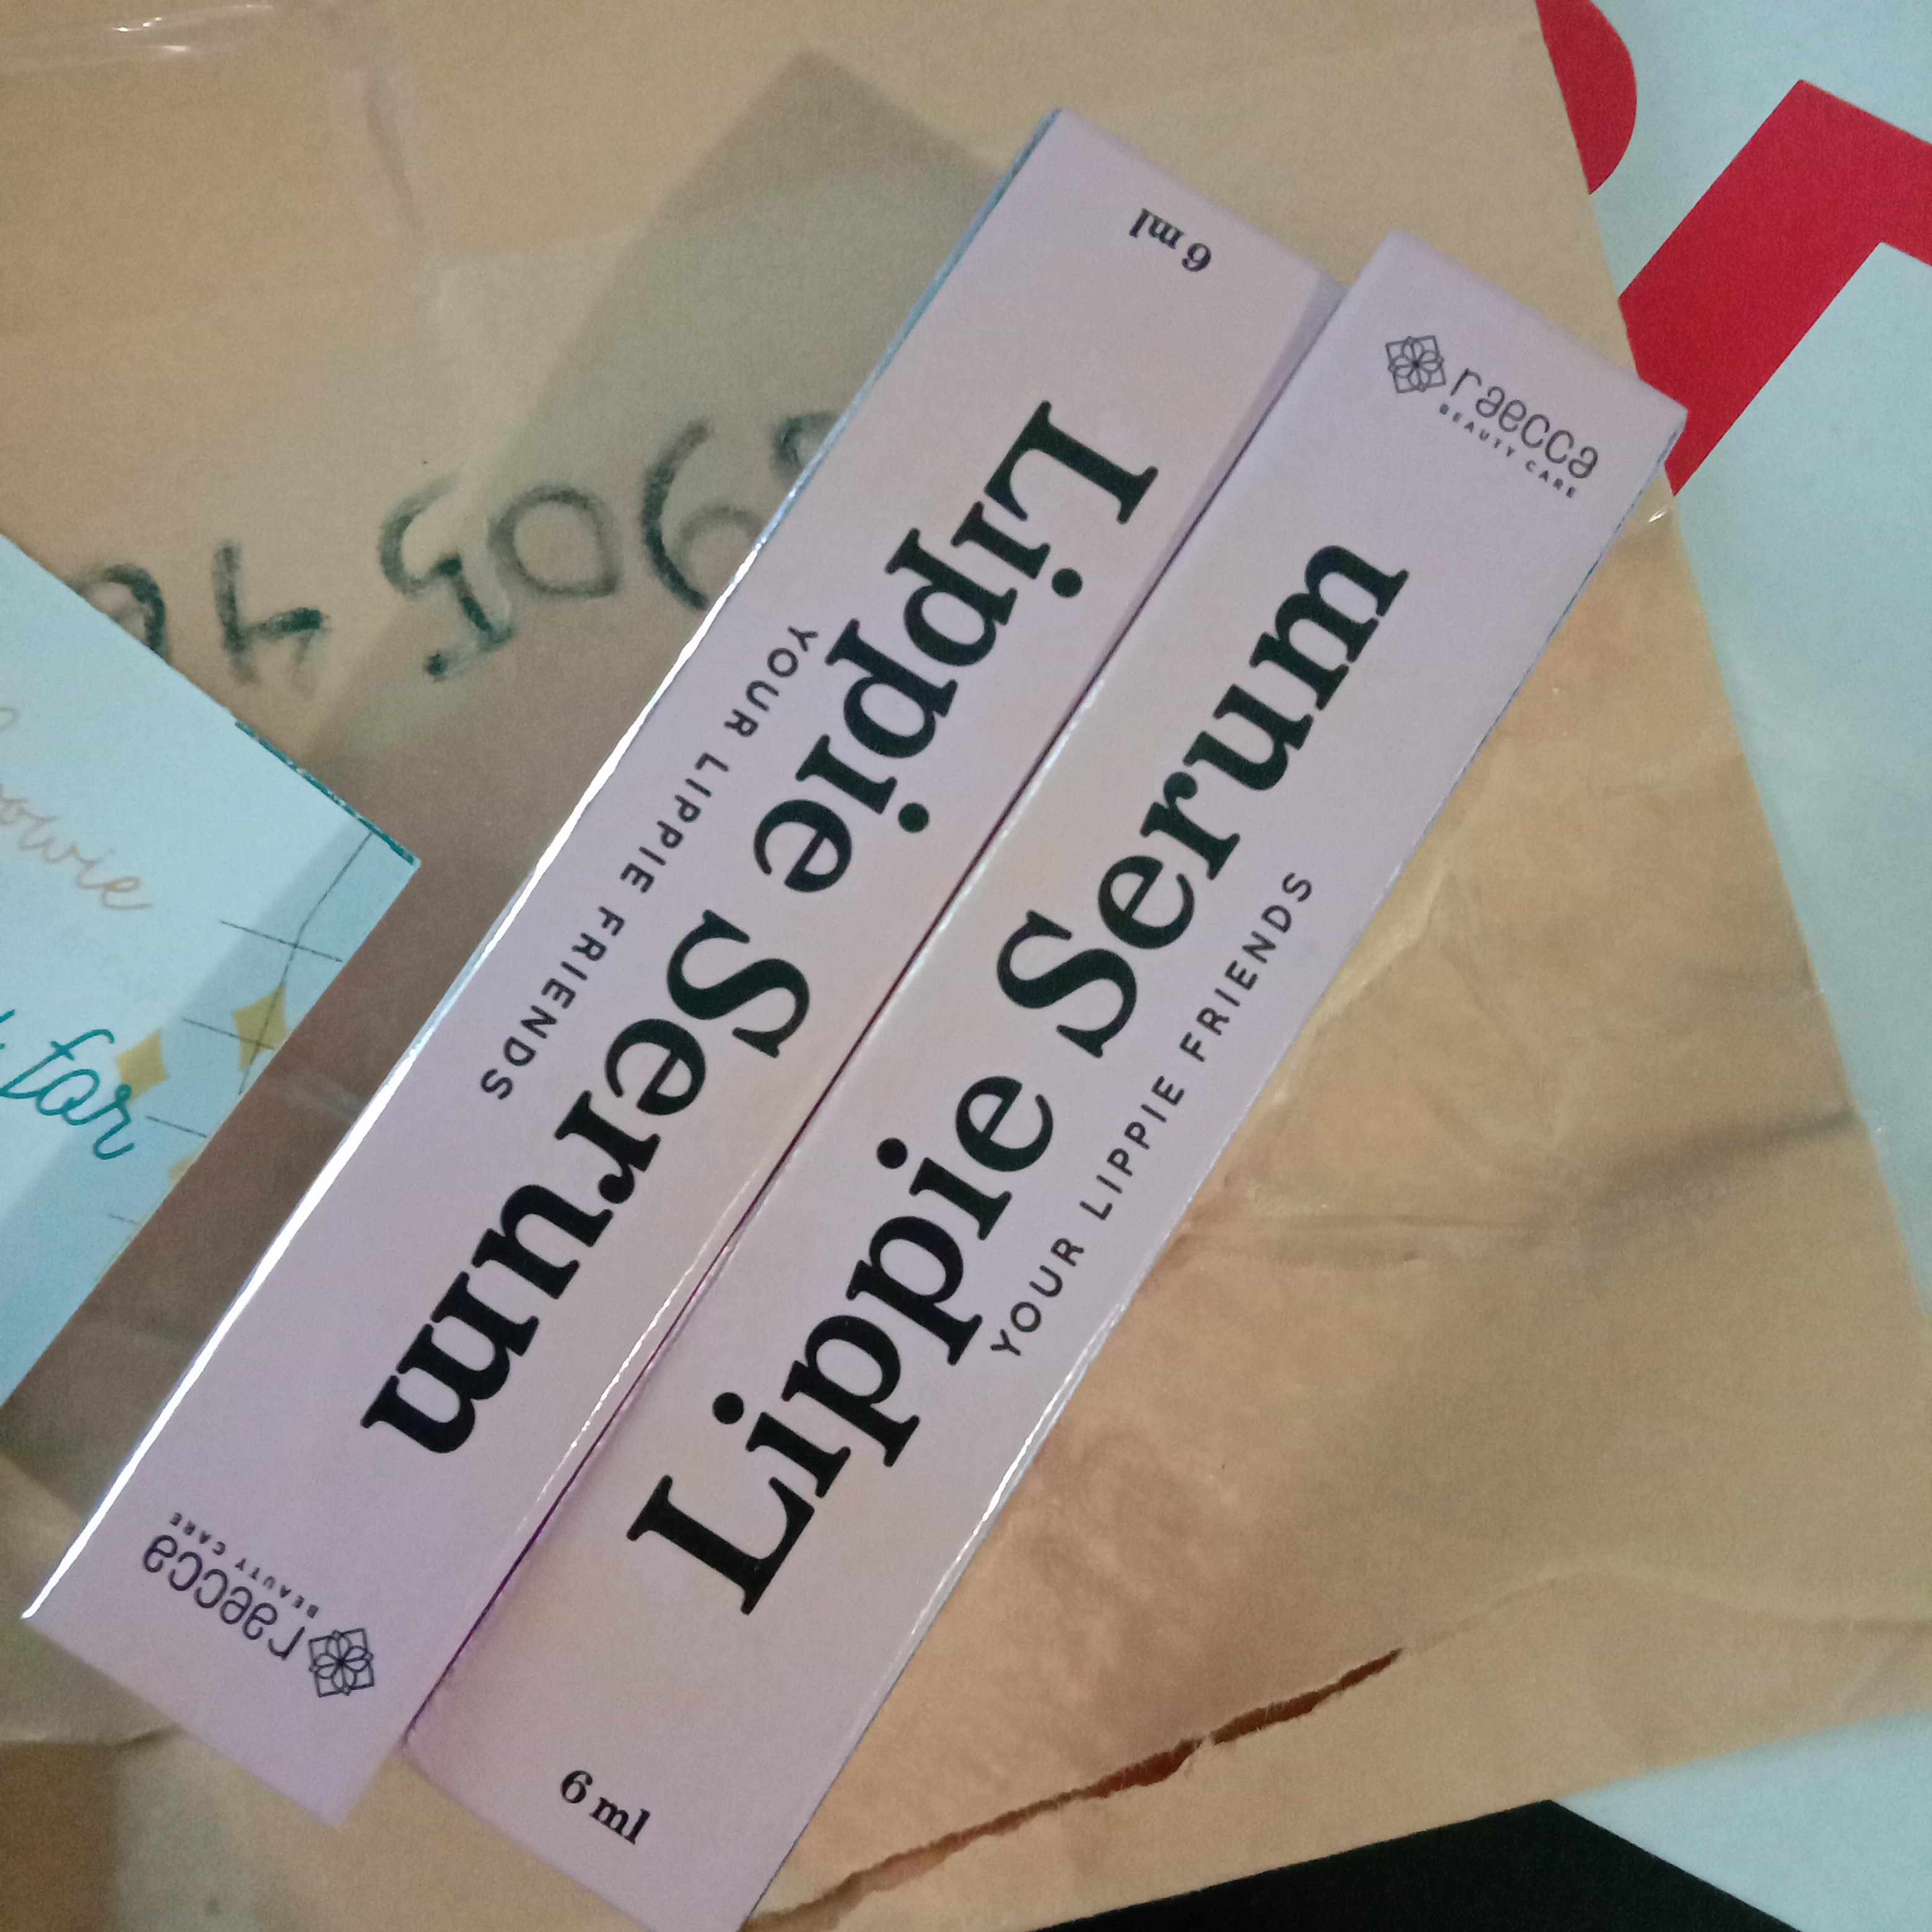 raecca
BEAUTY CARE
Lippie Serum
YOUR LIPPIE FRIENDS
6 ml
raecca
BEAUTY CARE
Lippie Serum
YOUR LIPPIE FRIENDS
6 ml
for